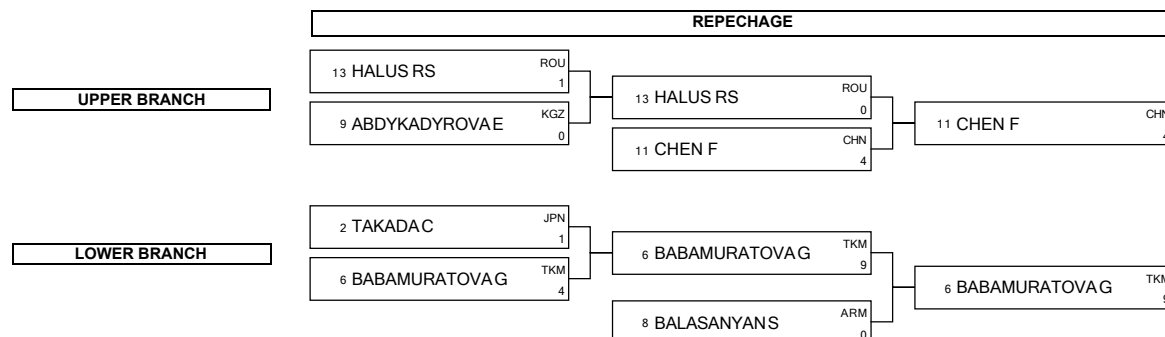 REPECHAGE
UPPER BRANCH
13 HALUS RS ROU 1
9 ABDYKADYROVA E KGZ 0
13 HALUS RS ROU 0
11 CHEN F CHN 4
11 CHEN F CHN
LOWER BRANCH
2 TAKADA C JPN 1
6 BABAMURATOVA G TKM 4
6 BABAMURATOVA G TKM 9
8 BALASANYAN S ARM 0
6 BABAMURATOVA G TKM